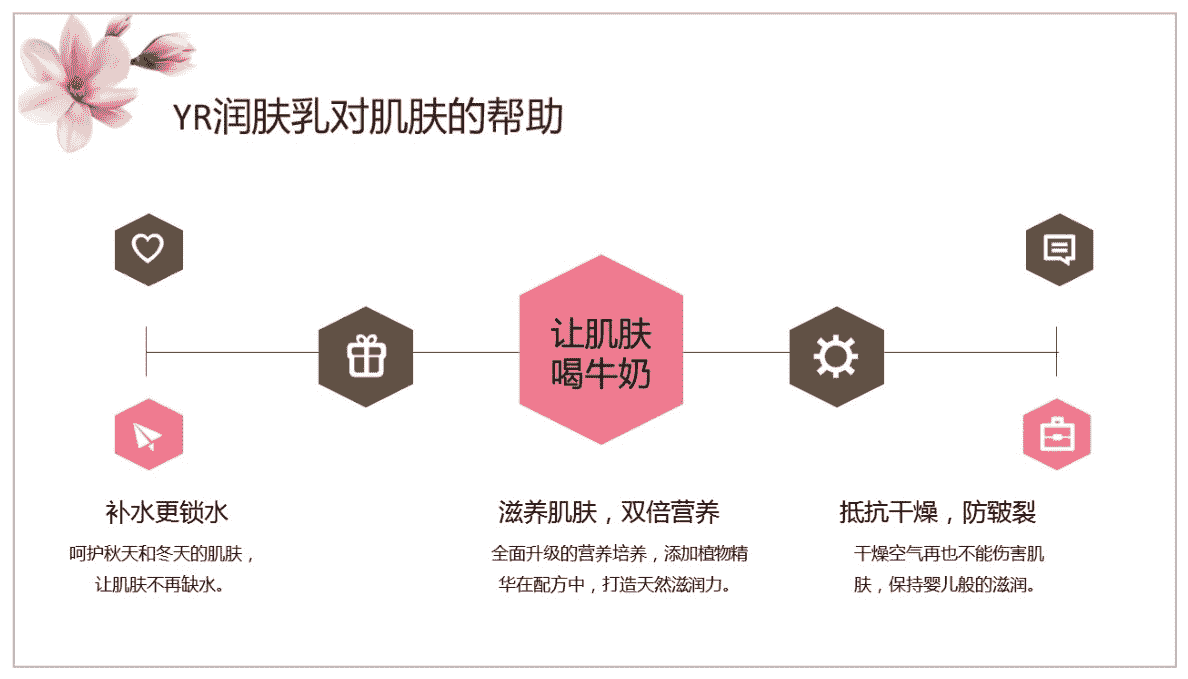 YR润肤乳对肌肤的帮助
让肌肤
喝牛奶
补水更锁水
呵护秋天和冬天的肌肤，
让肌肤不再缺水。
滋养肌肤，双倍营养
全面升级的营养培养，添加植物精
华在配方中，打造天然滋润力。
抵抗干燥，防皲裂
干燥空气再也不能伤害肌
肤，保持婴儿般的滋润。